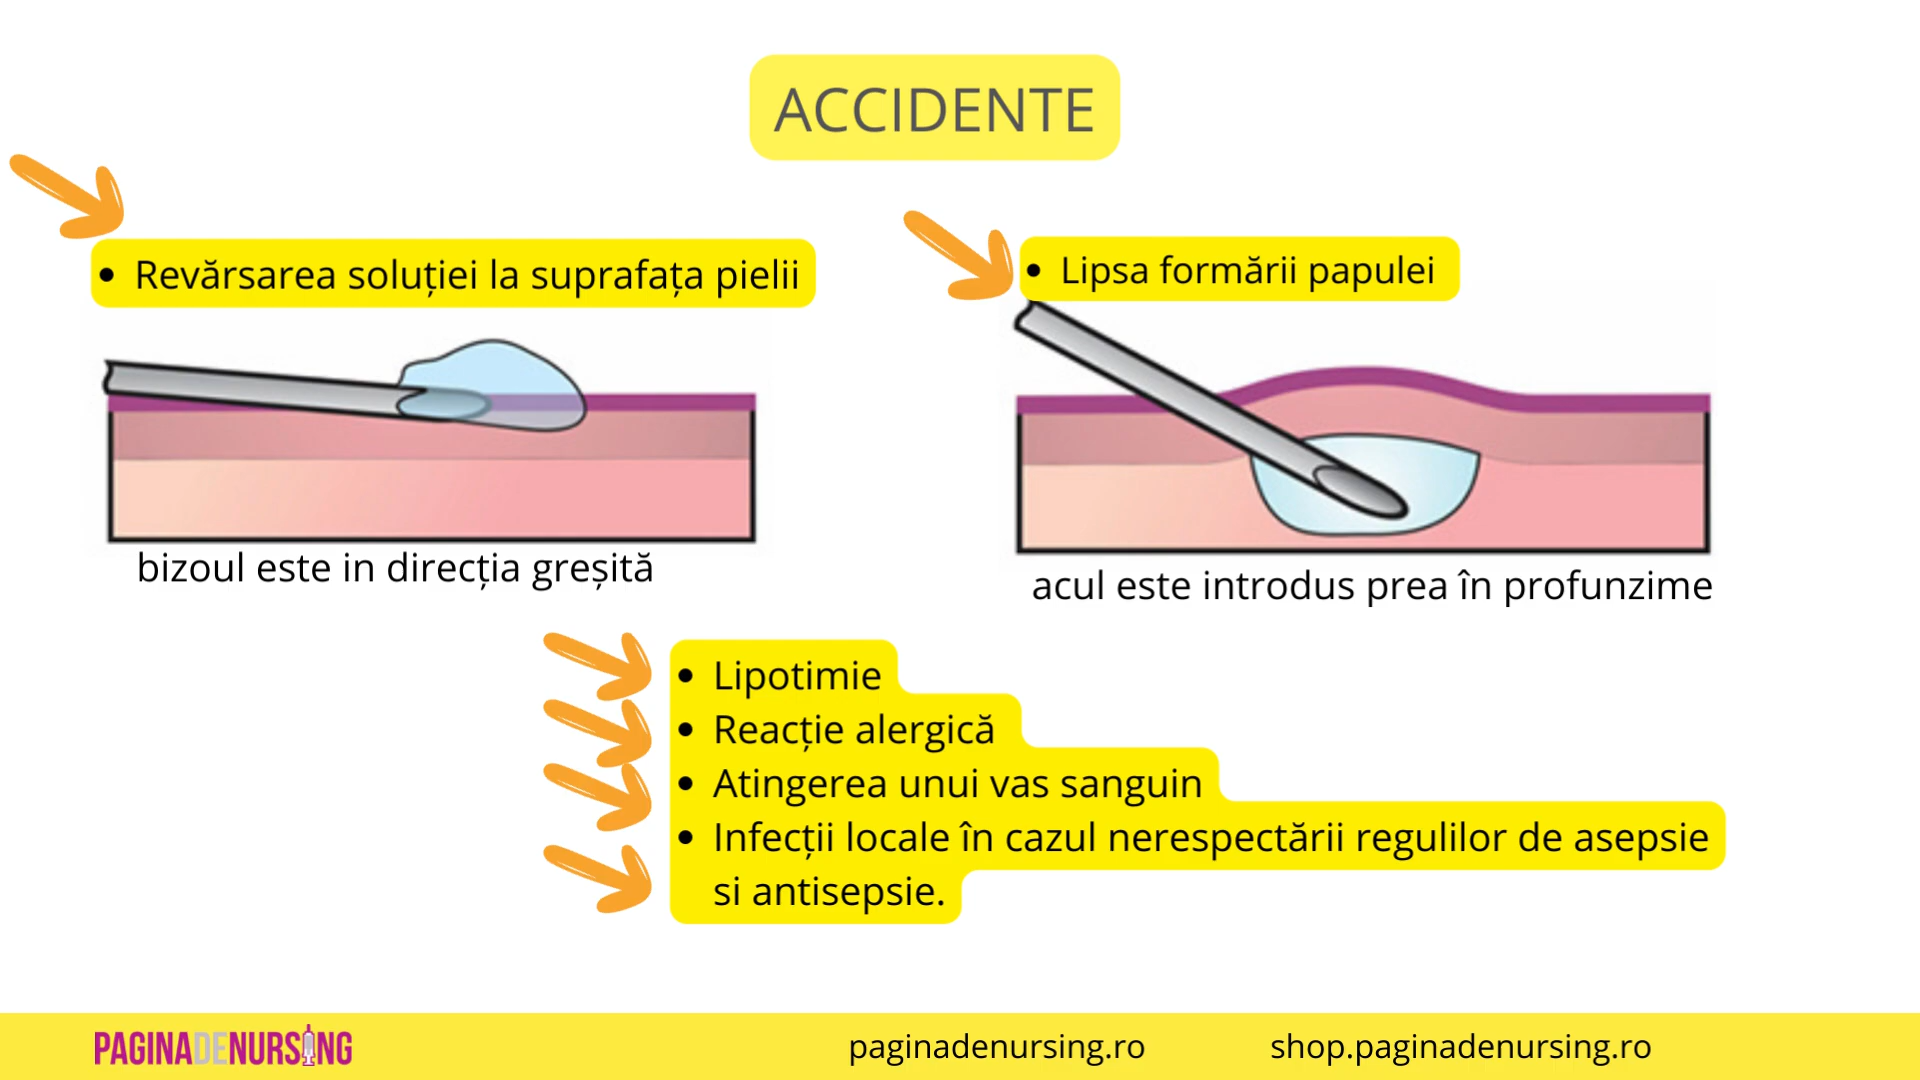 ACCIDENTE
• Revărsarea soluției la suprafața pielii
• Lipsa formării papulei
bizoul este in direcția greșită
acul este introdus prea în profunzime
• Lipotimie
• Reacție alergică
• Atingerea unui vas sanguin
• Infecții locale în cazul nerespectării regulilor de asepsie
si antisepsie.
PAGINADENURSING
paginadenursing.ro
shop.paginadenursing.ro